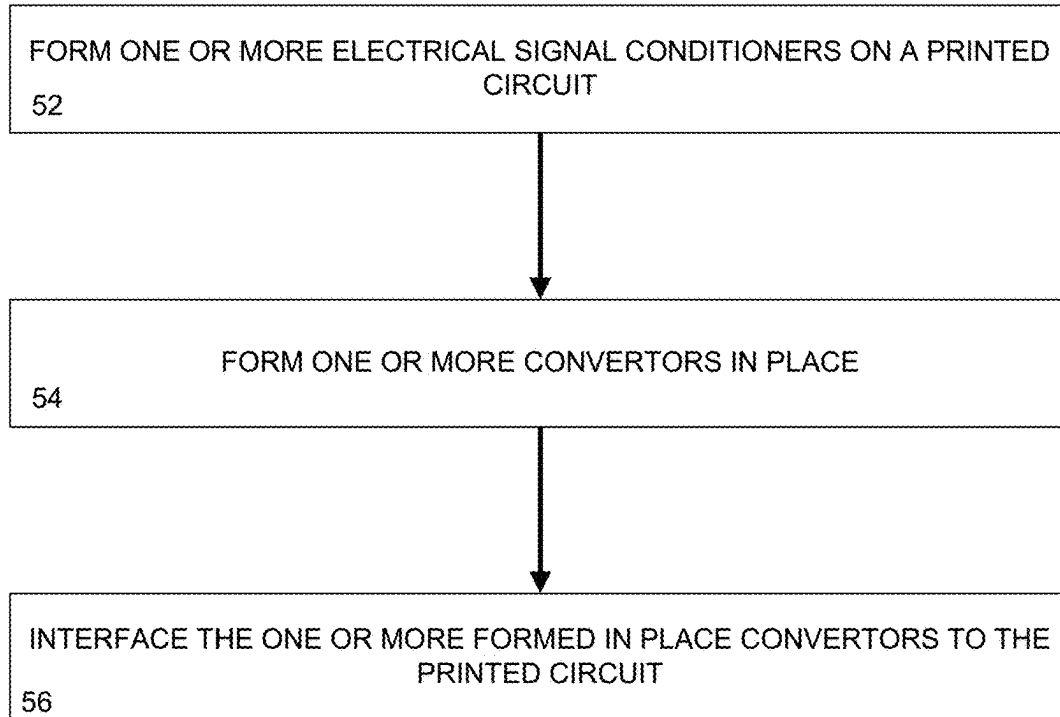 FORM ONE OR MORE ELECTRICAL SIGNAL CONDITIONERS ON A PRINTED
CIRCUIT
52
FORM ONE OR MORE CONVERTORS IN PLACE
54
INTERFACE THE ONE OR MORE FORMED IN PLACE CONVERTORS TO THE
PRINTED CIRCUIT
56